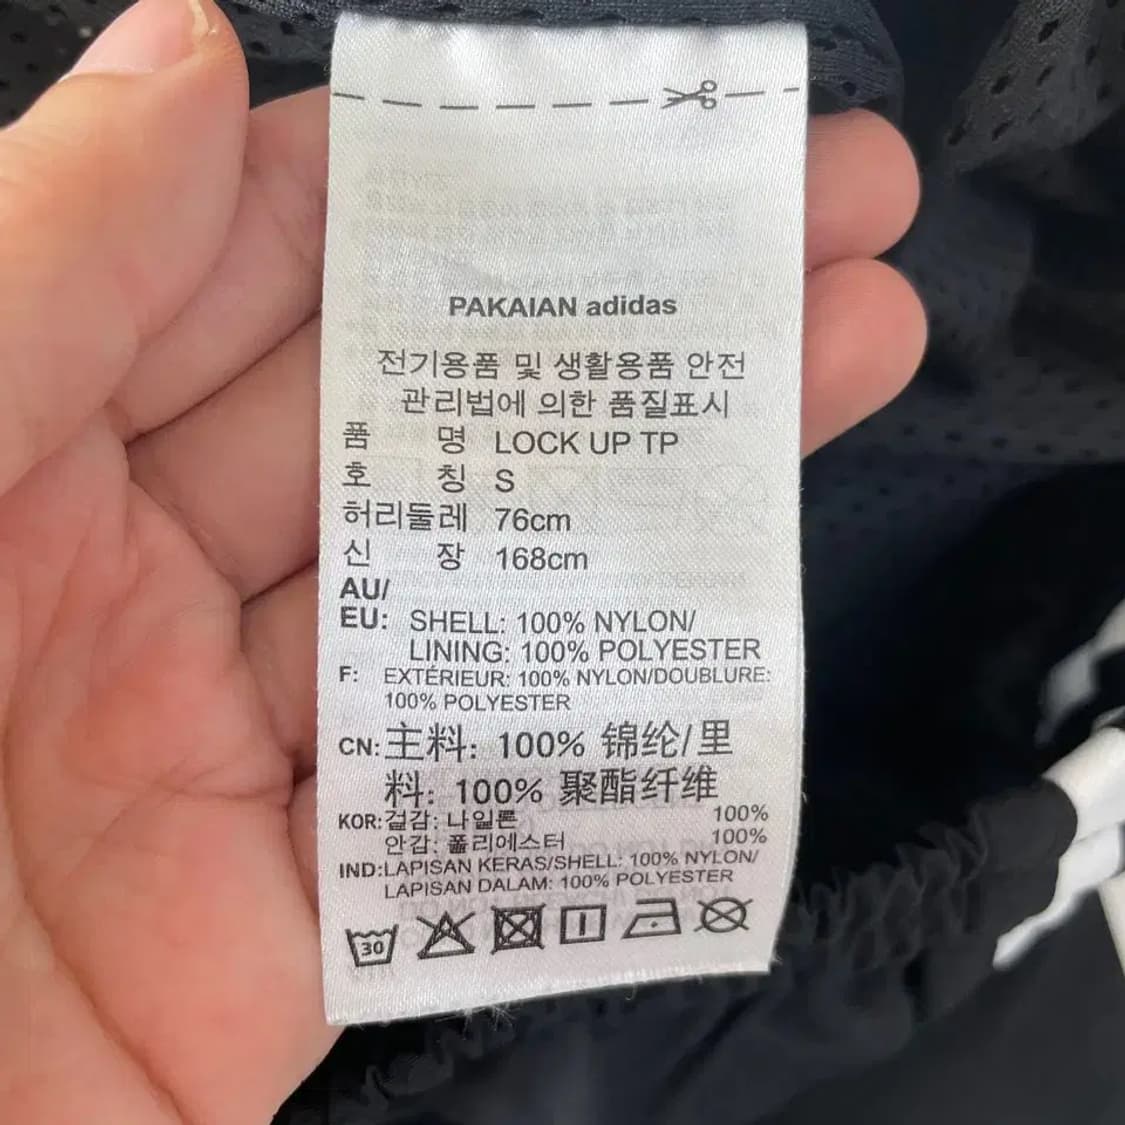 PAKAIAN adidas
전기용품 및 생활용품 안전
관리법에 의한 품질표시
품 명 LOCK UP TP
호 칭 S
허리둘레 76cm
신 장 168cm
AU/
EU: SHELL: 100% NYLON/
LINING: 100% POLYESTER
F: EXTÉRIEUR: 100% NYLON/DOUBLURE:
100% POLYESTER
CN: 主料: 100% 锦纶/里
料: 100% 聚酯纤维
KOR: 겉감: 나일론 100%
안감: 폴리에스터 100%
IND: LAPISAN KERAS/SHELL: 100% NYLON/
LAPISAN DALAM: 100% POLYESTER
30